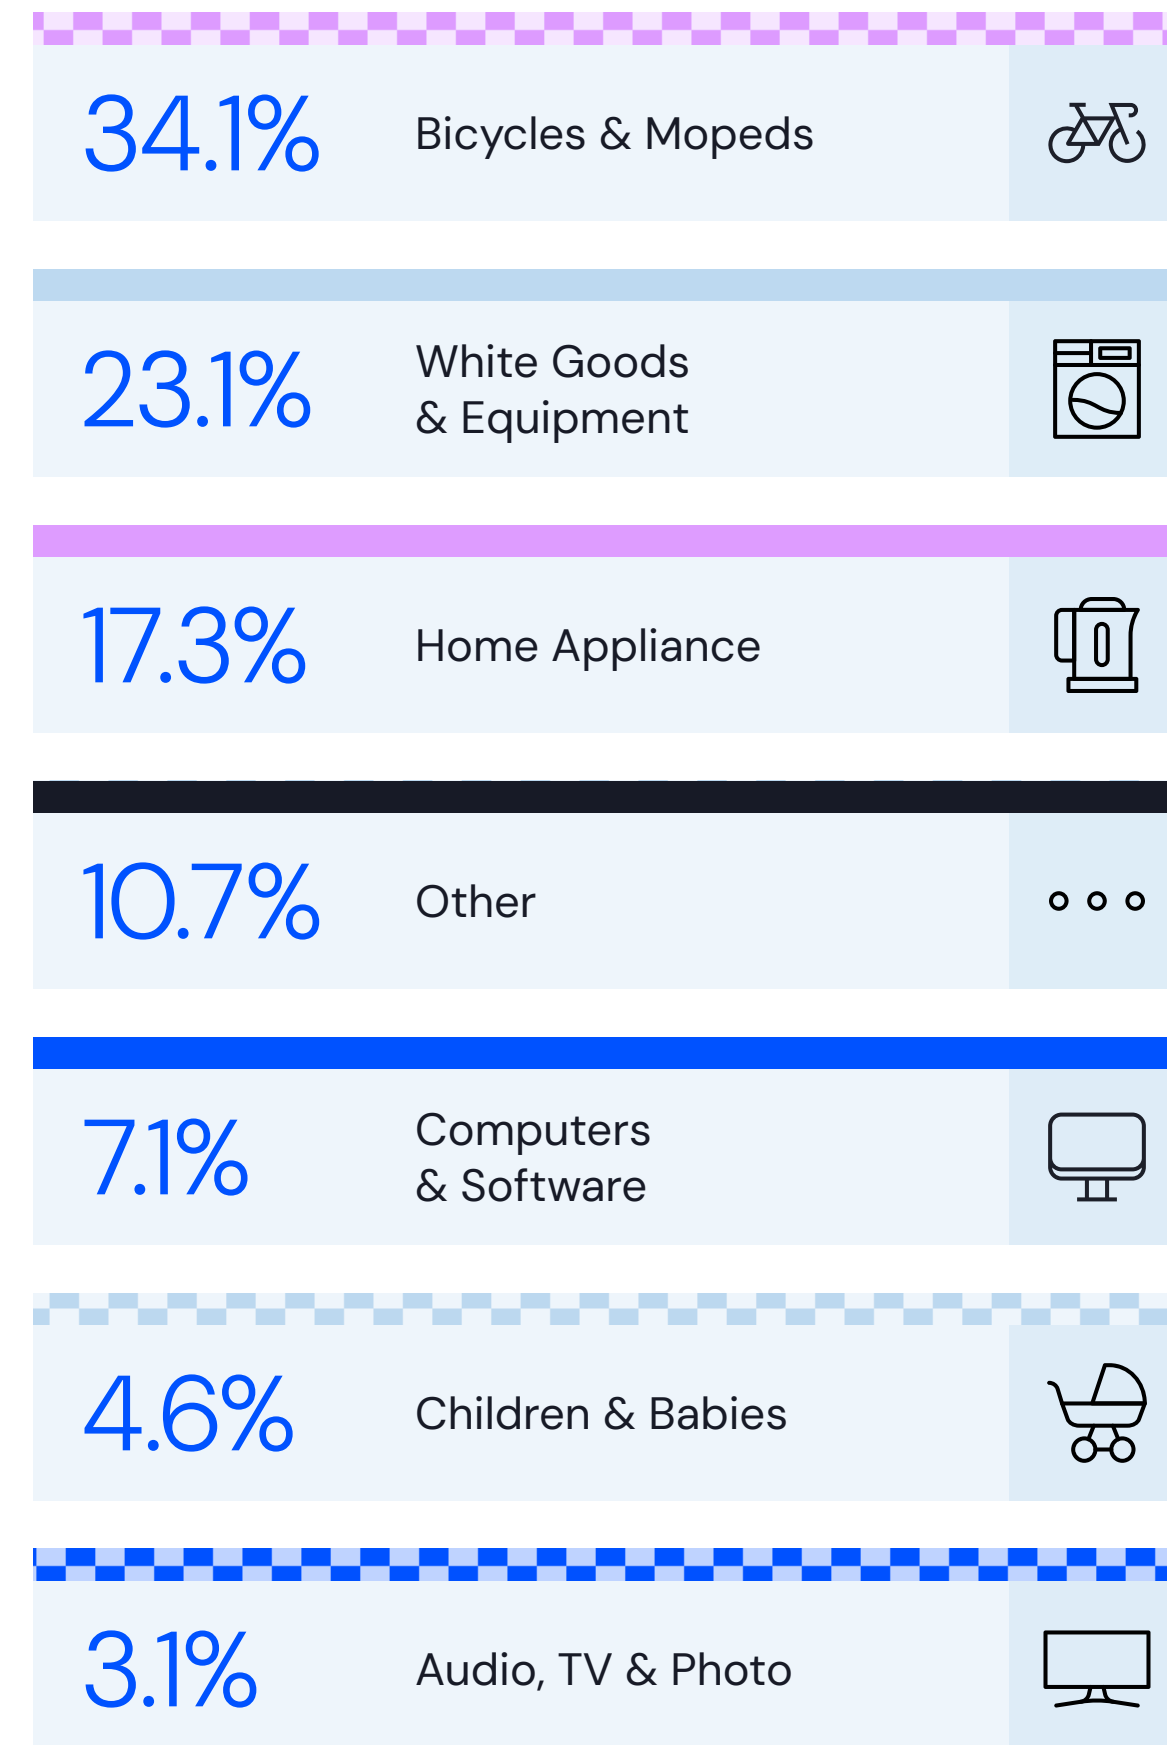 34.1%
Bicycles & Mopeds
23.1%
White Goods
& Equipment
17.3%
Home Appliance
10.7%
Other
7.1%
Computers
& Software
4.6%
Children & Babies
3.1%
Audio, TV & Photo